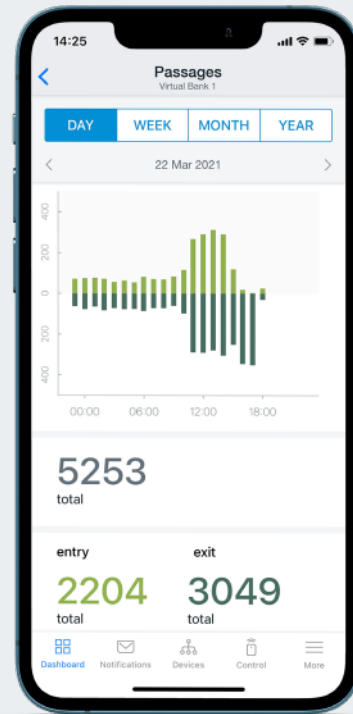 14:25
Passages
Virtual Bank 1
DAY WEEK MONTH YEAR
22 Mar 2021
400
200
0
200
400
00:00 06:00 12:00 18:00
5253
total
entry exit
2204 3049
total total
Dashboard Notifications Devices Control More